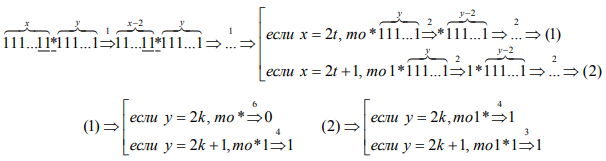 111...11*111...1 ⇒¹ 11...11*111...1 ⇒¹ ... ⇒ [ если x = 2t, то *111...1 ⇒² *111...1 ⇒² ... ⇒ (1)
если x = 2t + 1, то 1*111...1 ⇒² 1*111...1 ⇒² ... ⇒ (2)
(1) ⇒ [ если y = 2k, то * ⇒⁶ 0
если y = 2k + 1, то *1 ⇒⁴ 1
(2) ⇒ [ если y = 2k, то 1* ⇒⁴ 1
если y = 2k + 1, то 1*1 ⇒³ 1
x y x-2 y y y-2
y y-2